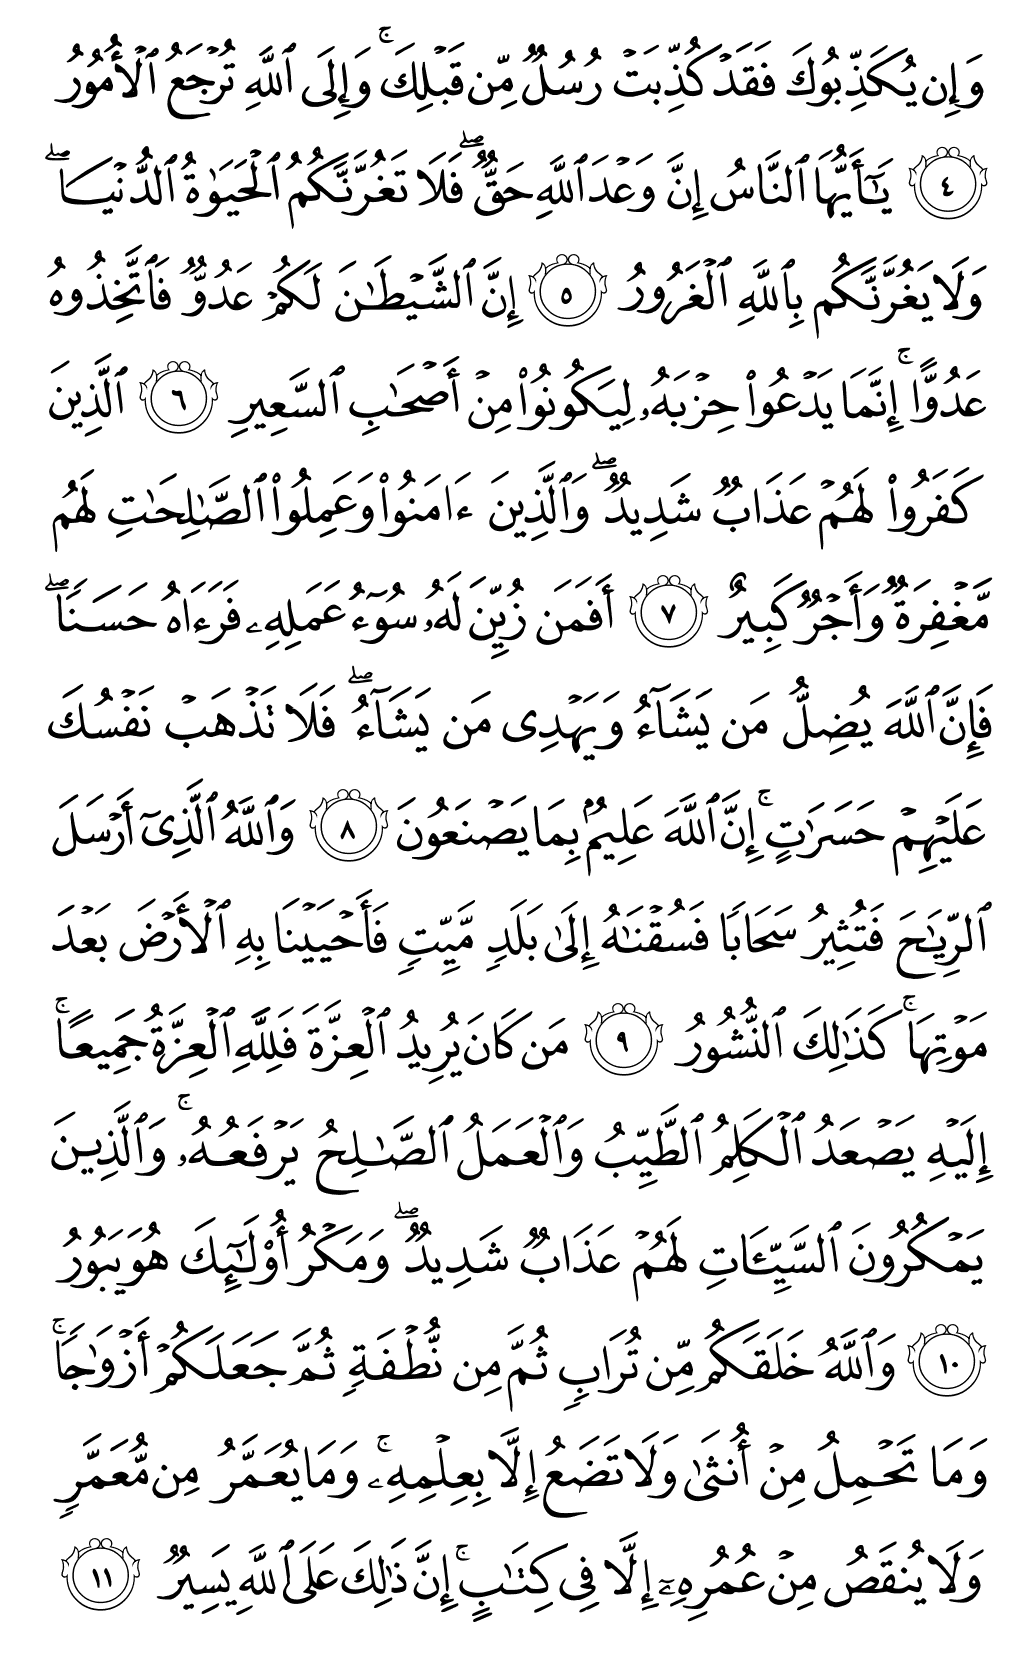 وَإِن يُكَذِّبُوكَ فَقَدْ كُذِّبَتْ رُسُلٌ مِّن قَبْلِكَ ۚ وَإِلَى ٱللَّهِ تُرْجَعُ ٱلْأُمُورُ
٤ يَـٰٓأَيُّهَا ٱلنَّاسُ إِنَّ وَعْدَ ٱللَّهِ حَقٌّ ۖ فَلَا تَغُرَّنَّكُمُ ٱلْحَيَوٰةُ ٱلدُّنْيَا ۖ
وَلَا يَغُرَّنَّكُم بِٱللَّهِ ٱلْغَرُورُ ٥ إِنَّ ٱلشَّيْطَـٰنَ لَكُمْ عَدُوٌّ فَٱتَّخِذُوهُ
عَدُوًّا ۚ إِنَّمَا يَدْعُوا۟ حِزْبَهُۥ لِيَكُونُوا۟ مِنْ أَصْحَـٰبِ ٱلسَّعِيرِ ٦ ٱلَّذِينَ
كَفَرُوا۟ لَهُمْ عَذَابٌ شَدِيدٌ ۖ وَٱلَّذِينَ ءَامَنُوا۟ وَعَمِلُوا۟ ٱلصَّـٰلِحَـٰتِ لَهُم
مَّغْفِرَةٌ وَأَجْرٌ كَبِيرٌ ٧ أَفَمَن زُيِّنَ لَهُۥ سُوٓءُ عَمَلِهِۦ فَرَءَاهُ حَسَنًا ۖ
فَإِنَّ ٱللَّهَ يُضِلُّ مَن يَشَآءُ وَيَهْدِى مَن يَشَآءُ ۖ فَلَا تَذْهَبْ نَفْسُكَ
عَلَيْهِمْ حَسَرَٰتٍ ۚ إِنَّ ٱللَّهَ عَلِيمٌۢ بِمَا يَصْنَعُونَ ٨ وَٱللَّهُ ٱلَّذِىٓ أَرْسَلَ
ٱلرِّيَـٰحَ فَتُثِيرُ سَحَابًا فَسُقْنَـٰهُ إِلَىٰ بَلَدٍ مَّيِّتٍ فَأَحْيَيْنَا بِهِ ٱلْأَرْضَ بَعْدَ
مَوْتِهَا ۚ كَذَٰلِكَ ٱلنُّشُورُ ٩ مَن كَانَ يُرِيدُ ٱلْعِزَّةَ فَلِلَّهِ ٱلْعِزَّةُ جَمِيعًا ۚ
إِلَيْهِ يَصْعَدُ ٱلْكَلِمُ ٱلطَّيِّبُ وَٱلْعَمَلُ ٱلصَّـٰلِحُ يَرْفَعُهُۥ ۚ وَٱلَّذِينَ
يَمْكُرُونَ ٱلسَّيِّـَٔاتِ لَهُمْ عَذَابٌ شَدِيدٌ ۖ وَمَكْرُ أُو۟لَـٰٓئِكَ هُوَ يَبُورُ
١٠ وَٱللَّهُ خَلَقَكُم مِّن تُرَابٍ ثُمَّ مِن نُّطْفَةٍ ثُمَّ جَعَلَكُمْ أَزْوَٰجًا ۚ
وَمَا تَحْمِلُ مِنْ أُنثَىٰ وَلَا تَضَعُ إِلَّا بِعِلْمِهِۦ ۚ وَمَا يُعَمَّرُ مِن مُّعَمَّرٍ
وَلَا يُنقَصُ مِنْ عُمُرِهِۦٓ إِلَّا فِى كِتَـٰبٍ ۚ إِنَّ ذَٰلِكَ عَلَى ٱللَّهِ يَسِيرٌ ١١